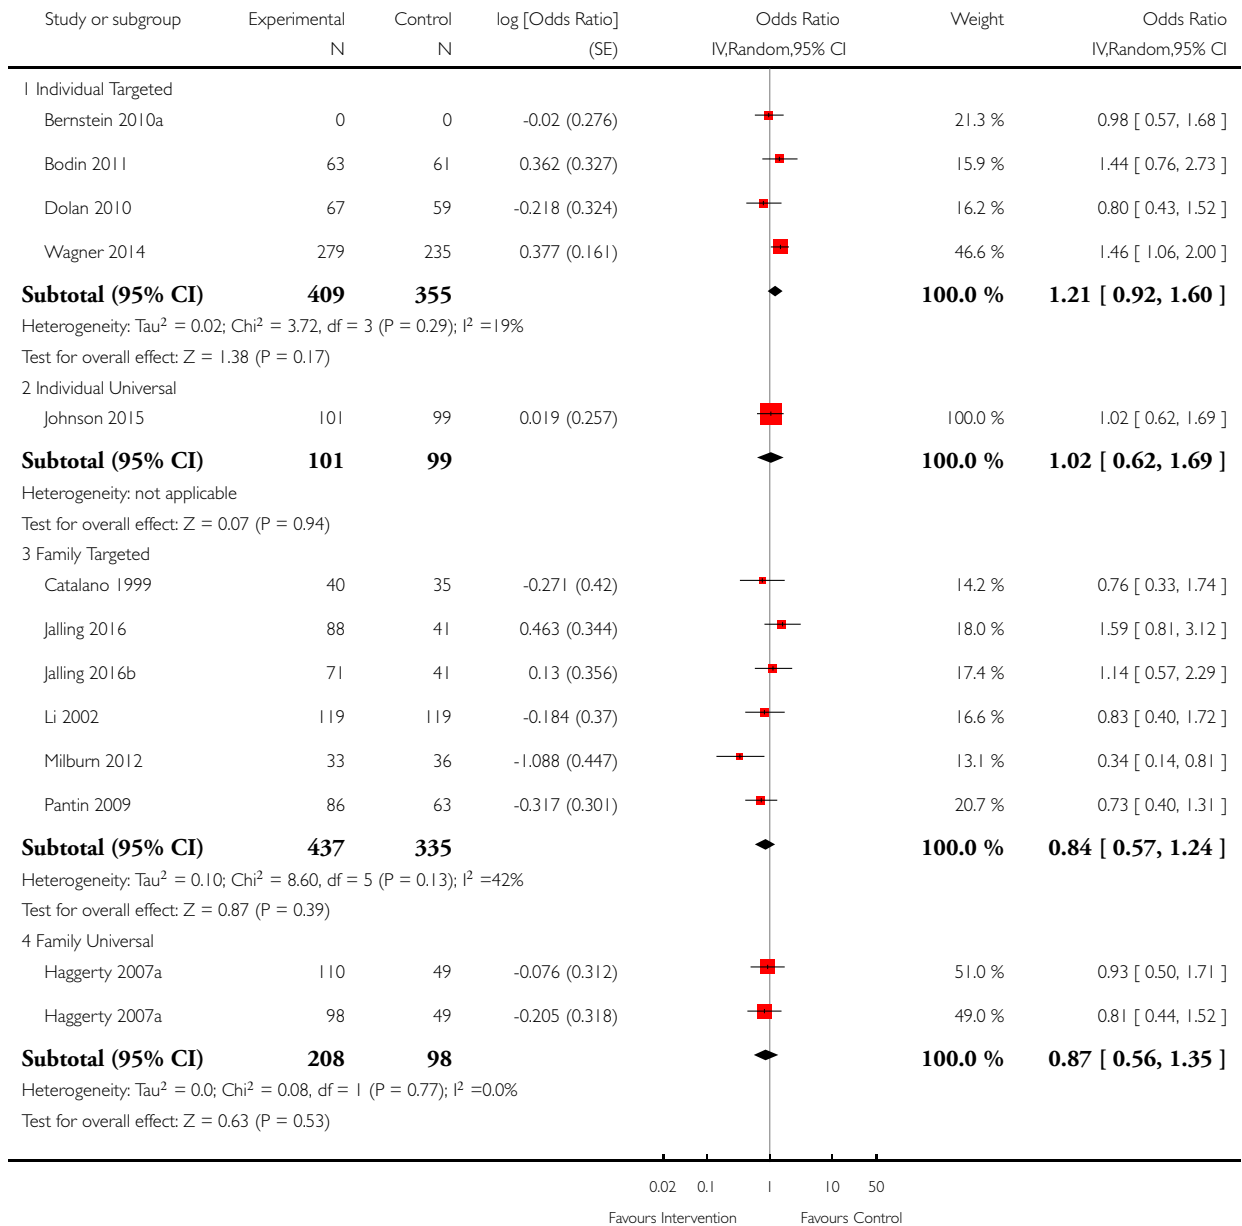 Study or subgroup Experimental Control log [Odds Ratio] Odds Ratio Weight Odds Ratio
N N (SE) IV,Random,95% CI IV,Random,95% CI
1 Individual Targeted
Bernstein 2010a 0 0 -0.02 (0.276) 21.3 % 0.98 [ 0.57, 1.68 ]
Bodin 2011 63 61 0.362 (0.327) 15.9 % 1.44 [ 0.76, 2.73 ]
Dolan 2010 67 59 -0.218 (0.324) 16.2 % 0.80 [ 0.43, 1.52 ]
Wagner 2014 279 235 0.377 (0.161) 46.6 % 1.46 [ 1.06, 2.00 ]
Subtotal (95% CI) 409 355 100.0 % 1.21 [ 0.92, 1.60 ]
Heterogeneity: Tau² = 0.02; Chi² = 3.72, df = 3 (P = 0.29); I² =19%
Test for overall effect: Z = 1.38 (P = 0.17)
2 Individual Universal
Johnson 2015 101 99 0.019 (0.257) 100.0 % 1.02 [ 0.62, 1.69 ]
Subtotal (95% CI) 101 99 100.0 % 1.02 [ 0.62, 1.69 ]
Heterogeneity: not applicable
Test for overall effect: Z = 0.07 (P = 0.94)
3 Family Targeted
Catalano 1999 40 35 -0.271 (0.42) 14.2 % 0.76 [ 0.33, 1.74 ]
Jalling 2016 88 41 0.463 (0.344) 18.0 % 1.59 [ 0.81, 3.12 ]
Jalling 2016b 71 41 0.13 (0.356) 17.4 % 1.14 [ 0.57, 2.29 ]
Li 2002 119 119 -0.184 (0.37) 16.6 % 0.83 [ 0.40, 1.72 ]
Milburn 2012 33 36 -1.088 (0.447) 13.1 % 0.34 [ 0.14, 0.81 ]
Pantin 2009 86 63 -0.317 (0.301) 20.7 % 0.73 [ 0.40, 1.31 ]
Subtotal (95% CI) 437 335 100.0 % 0.84 [ 0.57, 1.24 ]
Heterogeneity: Tau² = 0.10; Chi² = 8.60, df = 5 (P = 0.13); I² =42%
Test for overall effect: Z = 0.87 (P = 0.39)
4 Family Universal
Haggerty 2007a 110 49 -0.076 (0.312) 51.0 % 0.93 [ 0.50, 1.71 ]
Haggerty 2007a 98 49 -0.205 (0.318) 49.0 % 0.81 [ 0.44, 1.52 ]
Subtotal (95% CI) 208 98 100.0 % 0.87 [ 0.56, 1.35 ]
Heterogeneity: Tau² = 0.0; Chi² = 0.08, df = 1 (P = 0.77); I² =0.0%
Test for overall effect: Z = 0.63 (P = 0.53)
0.02 0.1 1 10 50
Favours Intervention Favours Control